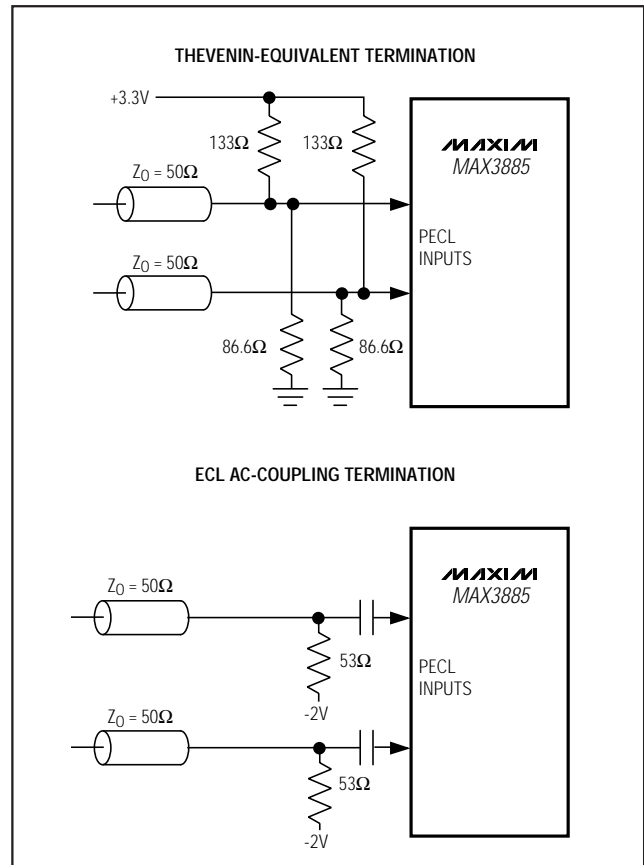 THEVENIN-EQUIVALENT TERMINATION
+3.3V
133Ω 133Ω
MAXIM
MAX3885
Z0 = 50Ω
PECL
INPUTS
Z0 = 50Ω
86.6Ω 86.6Ω
ECL AC-COUPLING TERMINATION
MAXIM
MAX3885
Z0 = 50Ω
53Ω
PECL
INPUTS
-2V
Z0 = 50Ω
53Ω
-2V